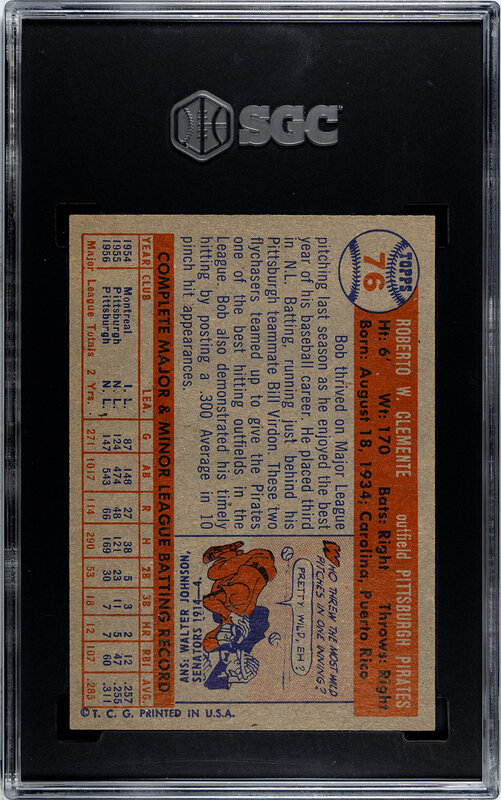 SGC
TOPPS
76
ROBERTO W. CLEMENTE outfield PITTSBURGH PIRATES
Ht: 6' Wt: 170 Bats: Right Throws: Right
Born: August 18, 1934; Carolina, Puerto Rico
Bob thrived on Major League
pitching last season as he enjoyed the best
year of his baseball career. He placed third
in N.L. Batting, running just behind his
Pittsburgh teammate Bill Virdon. These two
flychasers teamed up to give the Pirates
one of the best hitting outfields in the
League. Bob also demonstrated his timely
hitting by posting a .300 Average in 10
pinch hit appearances.
WHO THREW THE MOST WILD
PITCHES IN ONE INNING?
PRETTY WILD, EH?
ANS: WALTER JOHNSON,
SENATORS 1914-4.
COMPLETE MAJOR & MINOR LEAGUE BATTING RECORD
YEAR CLUB LEA. G AB R H 2B 3B HR RBI AVG.
1954 Montreal I. L. 87 148 27 38 5 3 2 12 .257
1955 Pittsburgh N. L. 124 474 48 121 23 11 5 47 .255
1956 Pittsburgh N. L. 147 543 66 169 30 7 7 60 .311
Major League Totals 2 Yrs. . 271 1017 114 290 53 18 12 107 .285
©T. C. G. PRINTED IN U.S.A.